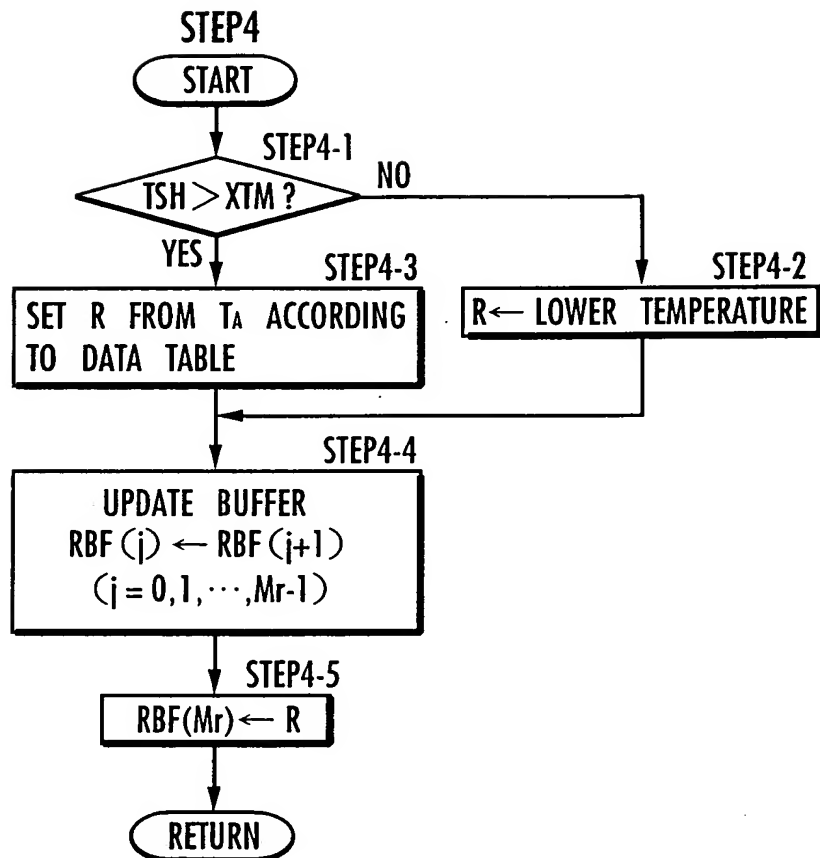 STEP4
START
STEP4-1
TSH > XTM ?
NO
YES
STEP4-3
SET R FROM TA ACCORDING
TO DATA TABLE
STEP4-2
R← LOWER TEMPERATURE
STEP4-4
UPDATE BUFFER
RBF (j) ← RBF (j+1)
(j = 0,1,···,Mr-1)
STEP4-5
RBF(Mr)← R
RETURN